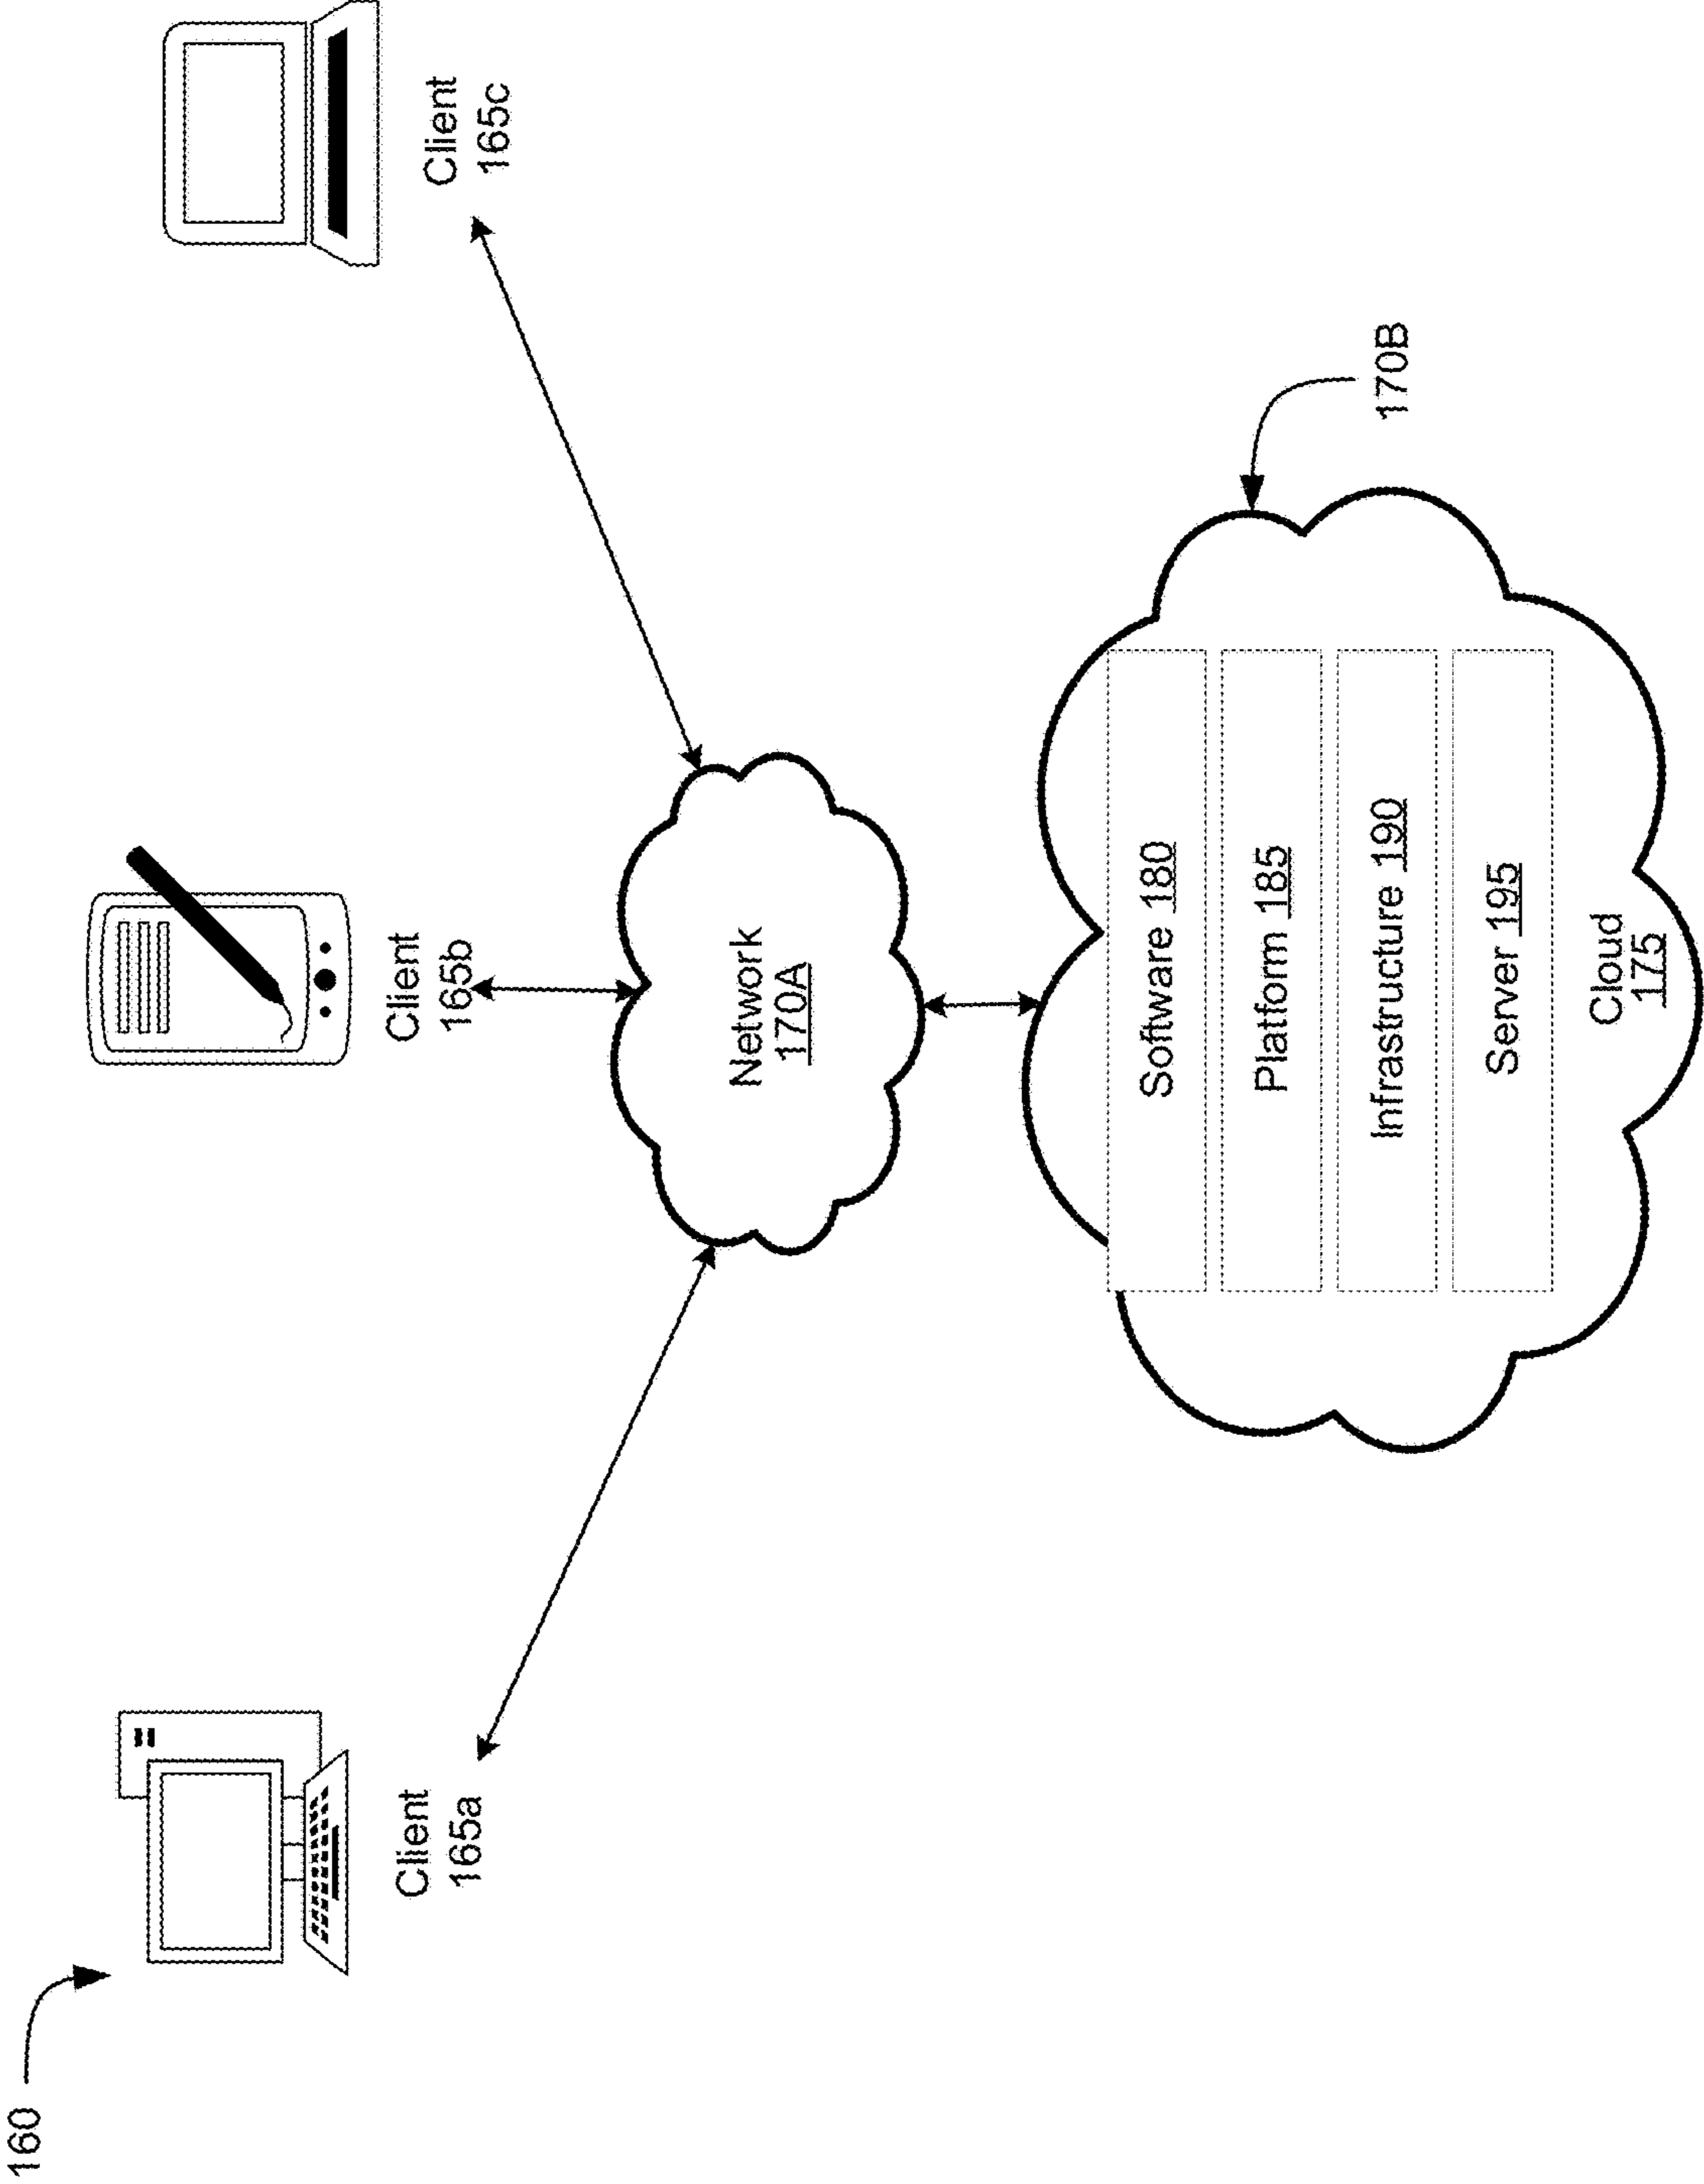 160
Client
165a
Client
165b
Client
165c
Network
170A
170B
Software 180
Platform 185
Infrastructure 190
Server 195
Cloud
175